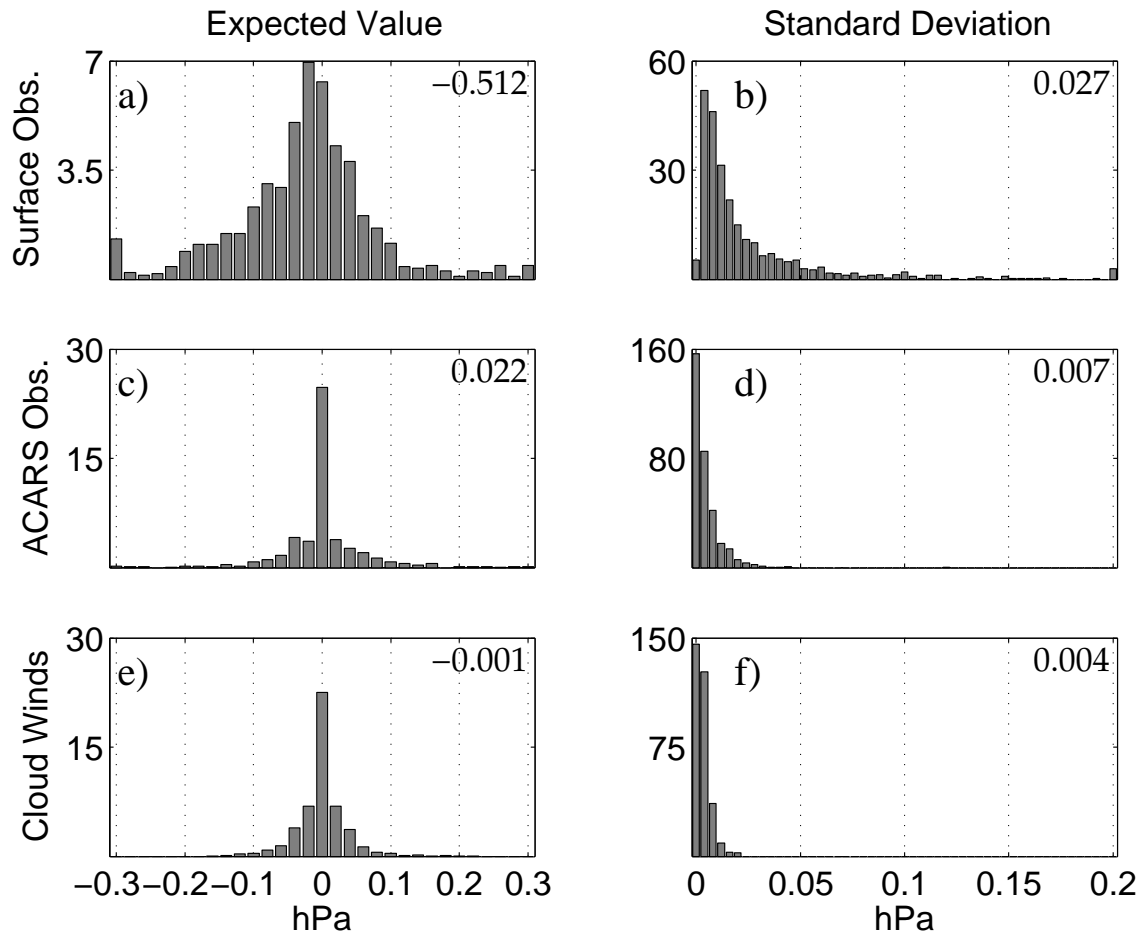 Expected Value
Standard Deviation
Surface Obs.
7
3.5
a)
−0.512
60
30
b)
0.027
ACARS Obs.
30
15
c)
0.022
160
80
d)
0.007
Cloud Winds
30
15
e)
−0.001
150
75
f)
0.004
−0.3 −0.2 −0.1 0 0.1 0.2 0.3
hPa
0 0.05 0.1 0.15 0.2
hPa